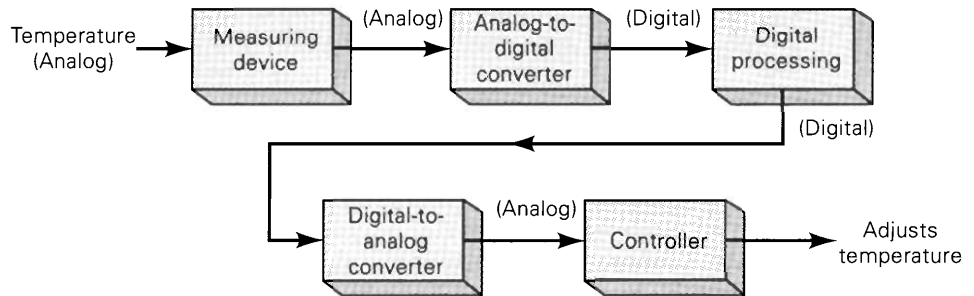 Temperature
(Analog)
Measuring
device
(Analog)
Analog-to-
digital
converter
(Digital)
Digital
processing
(Digital)
Digital-to-
analog
converter
(Analog)
Controller
Adjusts
temperature